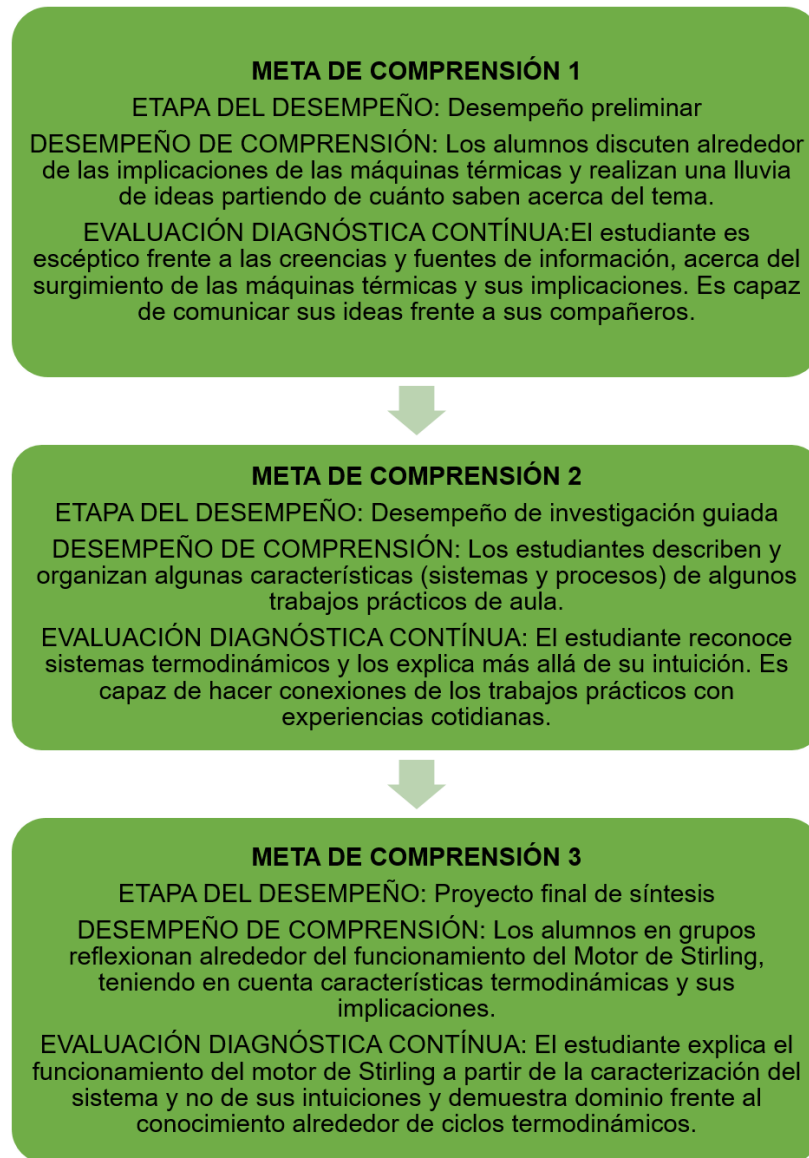 META DE COMPRENSIÓN 1
ETAPA DEL DESEMPEÑO: Desempeño preliminar
DESEMPEÑO DE COMPRENSIÓN: Los alumnos discuten alrededor
de las implicaciones de las máquinas térmicas y realizan una lluvia
de ideas partiendo de cuánto saben acerca del tema.
EVALUACIÓN DIAGNÓSTICA CONTÍNUA:El estudiante es
escéptico frente a las creencias y fuentes de información, acerca del
surgimiento de las máquinas térmicas y sus implicaciones. Es capaz
de comunicar sus ideas frente a sus compañeros.
META DE COMPRENSIÓN 2
ETAPA DEL DESEMPEÑO: Desempeño de investigación guiada
DESEMPEÑO DE COMPRENSIÓN: Los estudiantes describen y
organizan algunas características (sistemas y procesos) de algunos
trabajos prácticos de aula.
EVALUACIÓN DIAGNÓSTICA CONTÍNUA: El estudiante reconoce
sistemas termodinámicos y los explica más allá de su intuición. Es
capaz de hacer conexiones de los trabajos prácticos con
experiencias cotidianas.
META DE COMPRENSIÓN 3
ETAPA DEL DESEMPEÑO: Proyecto final de síntesis
DESEMPEÑO DE COMPRENSIÓN: Los alumnos en grupos
reflexionan alrededor del funcionamiento del Motor de Stirling,
teniendo en cuenta características termodinámicas y sus
implicaciones.
EVALUACIÓN DIAGNÓSTICA CONTÍNUA: El estudiante explica el
funcionamiento del motor de Stirling a partir de la caracterización del
sistema y no de sus intuiciones y demuestra dominio frente al
conocimiento alrededor de ciclos termodinámicos.